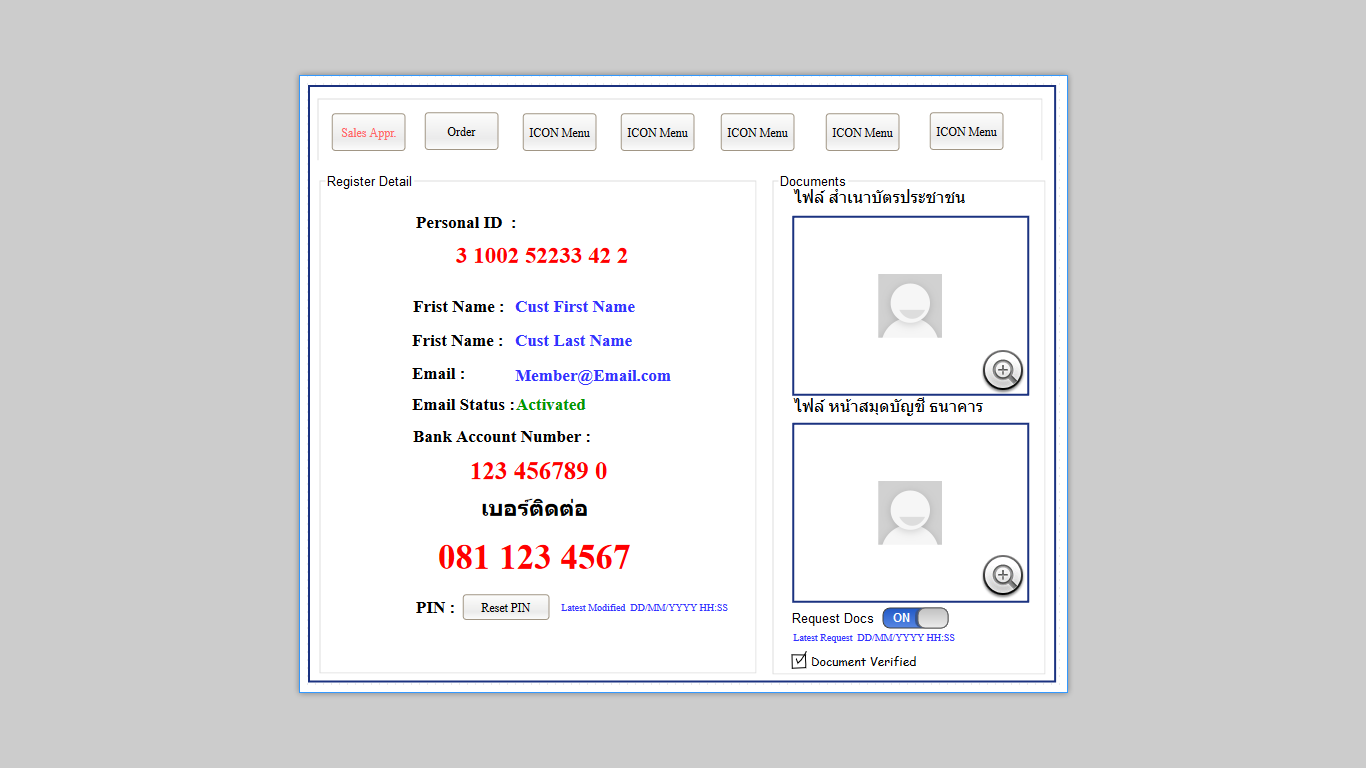 Sales Appr. Order ICON Menu ICON Menu ICON Menu ICON Menu ICON Menu
Register Detail
Personal ID :
3 1002 52233 42 2
Frist Name : Cust First Name
Frist Name : Cust Last Name
Email : Member@Email.com
Email Status : Activated
Bank Account Number :
123 456789 0
เบอร์ติดต่อ
081 123 4567
PIN : Reset PIN Latest Modified DD/MM/YYYY HH:SS
Documents
ไฟล์ สำเนาบัตรประชาชน
ไฟล์ หน้าสมุดบัญชี ธนาคาร
Request Docs ON
Latest Request DD/MM/YYYY HH:SS
Document Verified